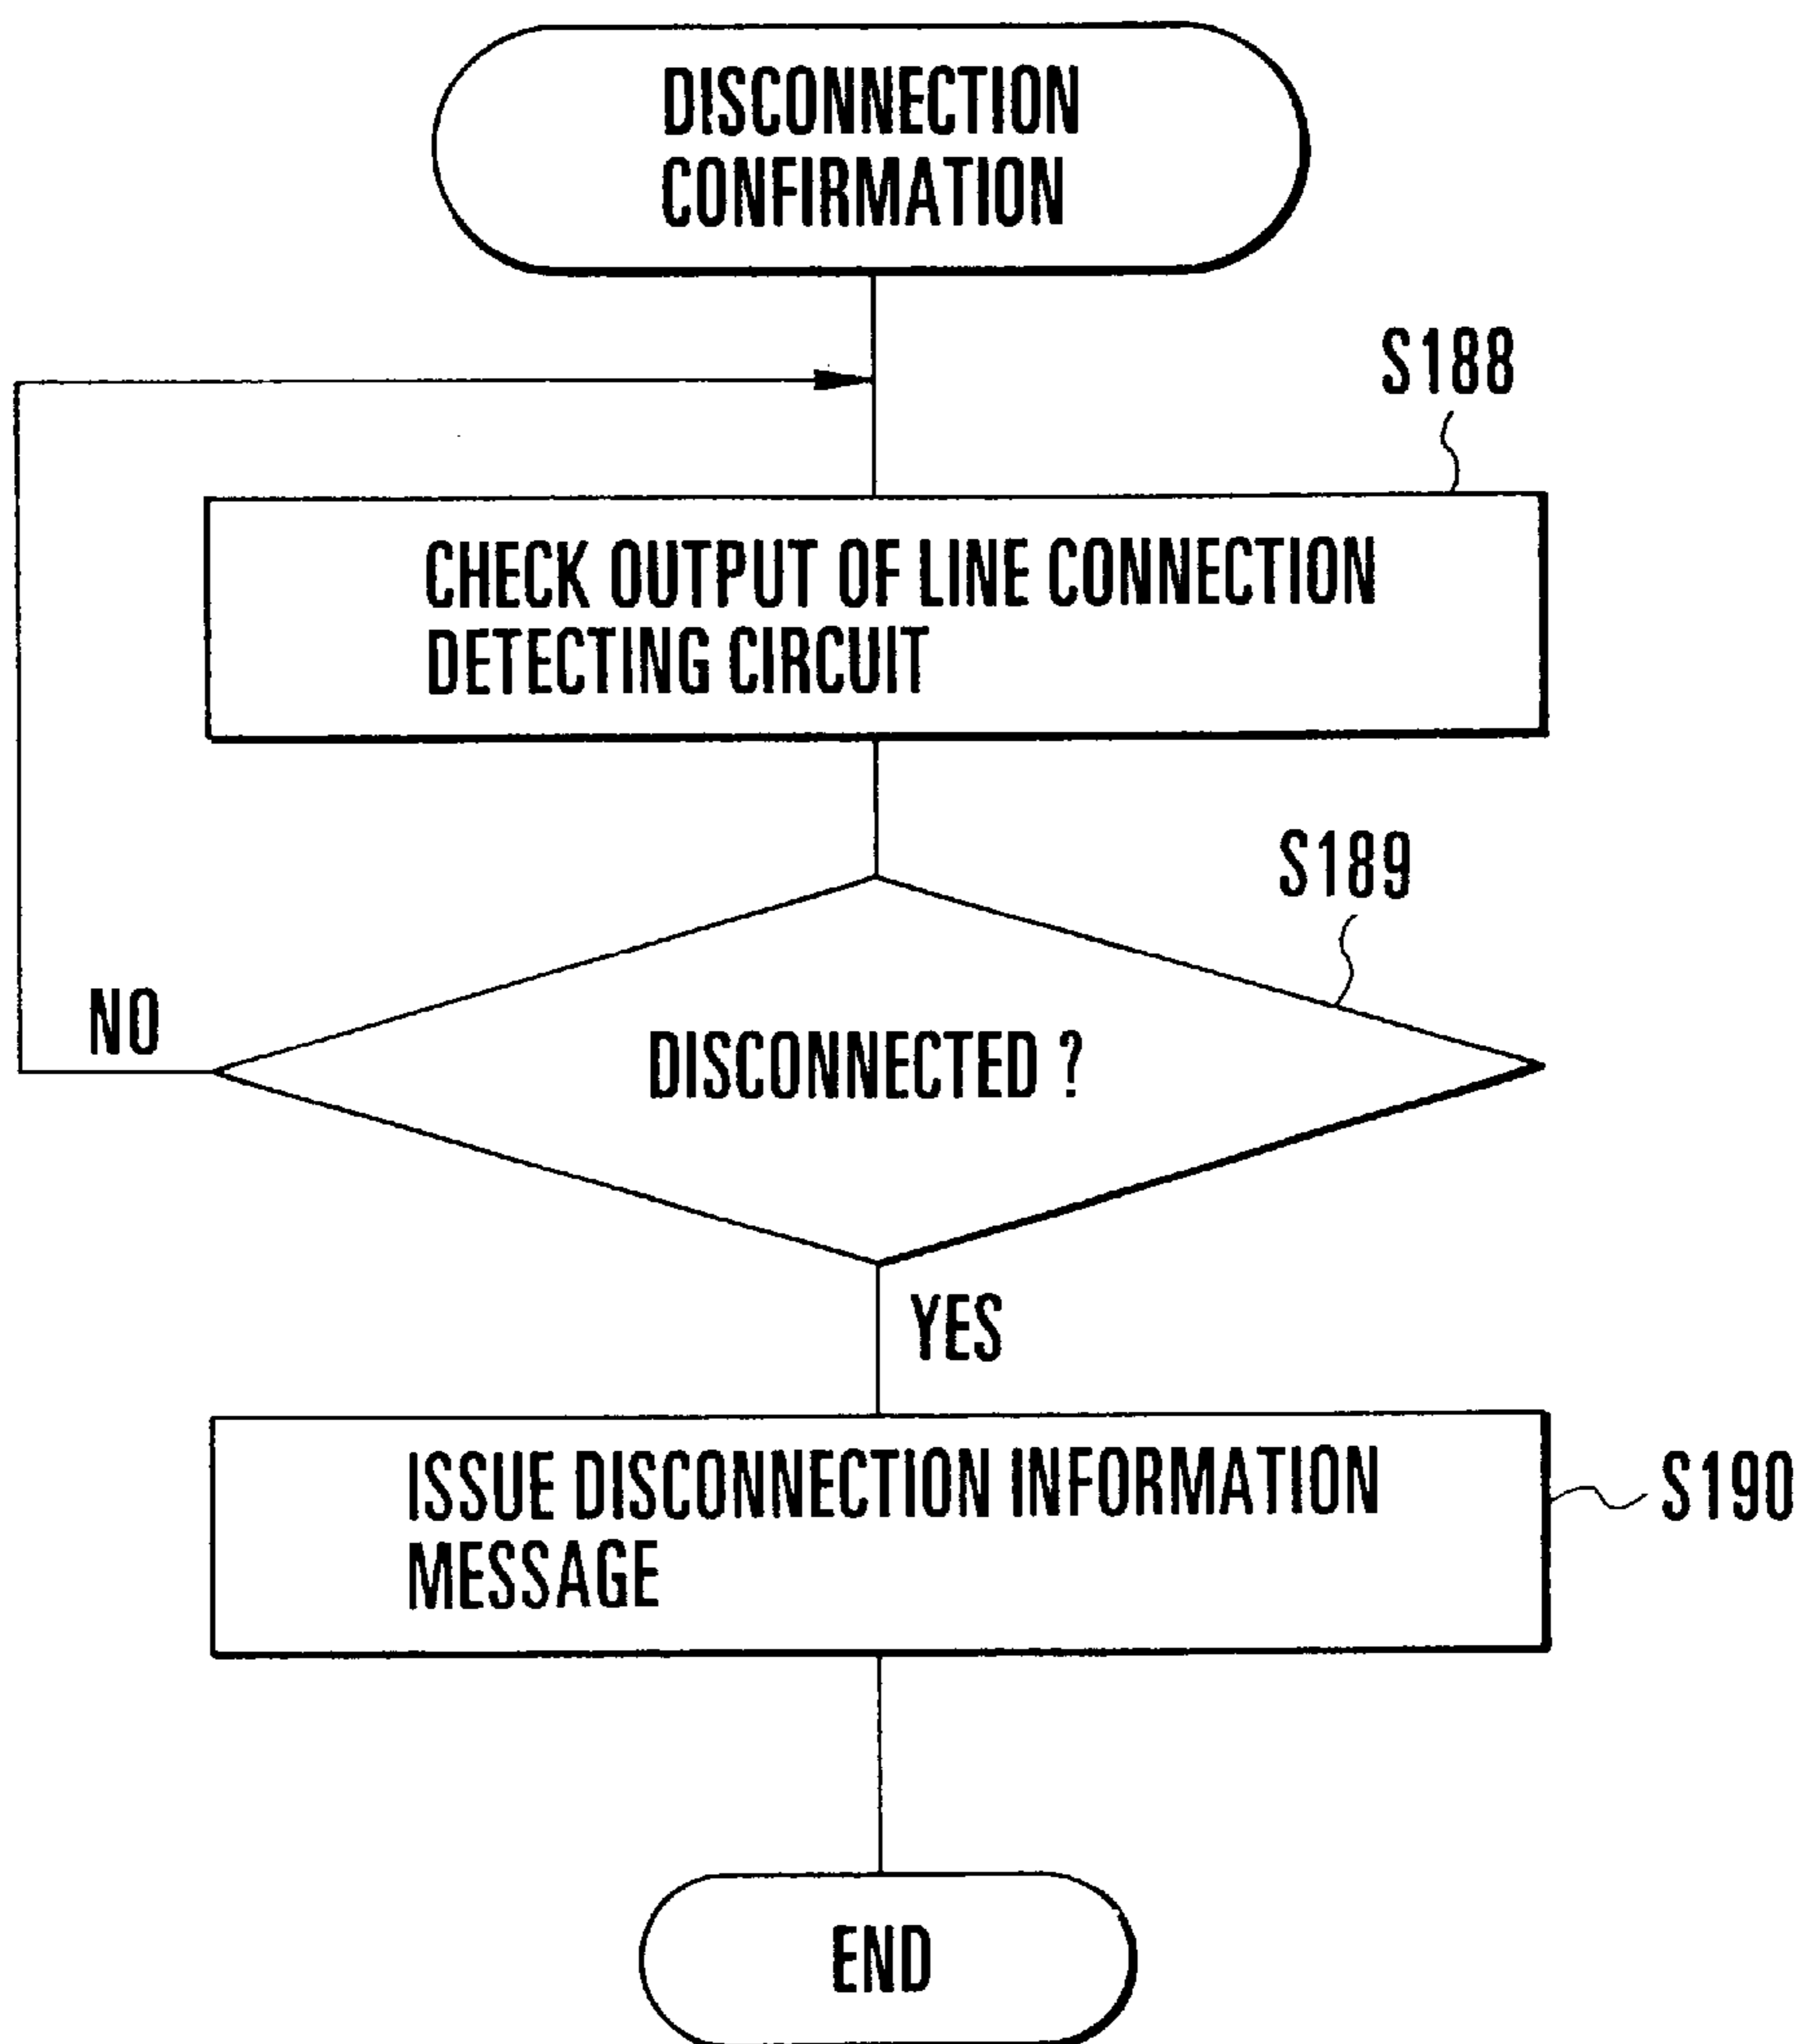 DISCONNECTION
CONFIRMATION
S188
CHECK OUTPUT OF LINE CONNECTION
DETECTING CIRCUIT
S189
NO
DISCONNECTED ?
YES
ISSUE DISCONNECTION INFORMATION
MESSAGE
S190
END